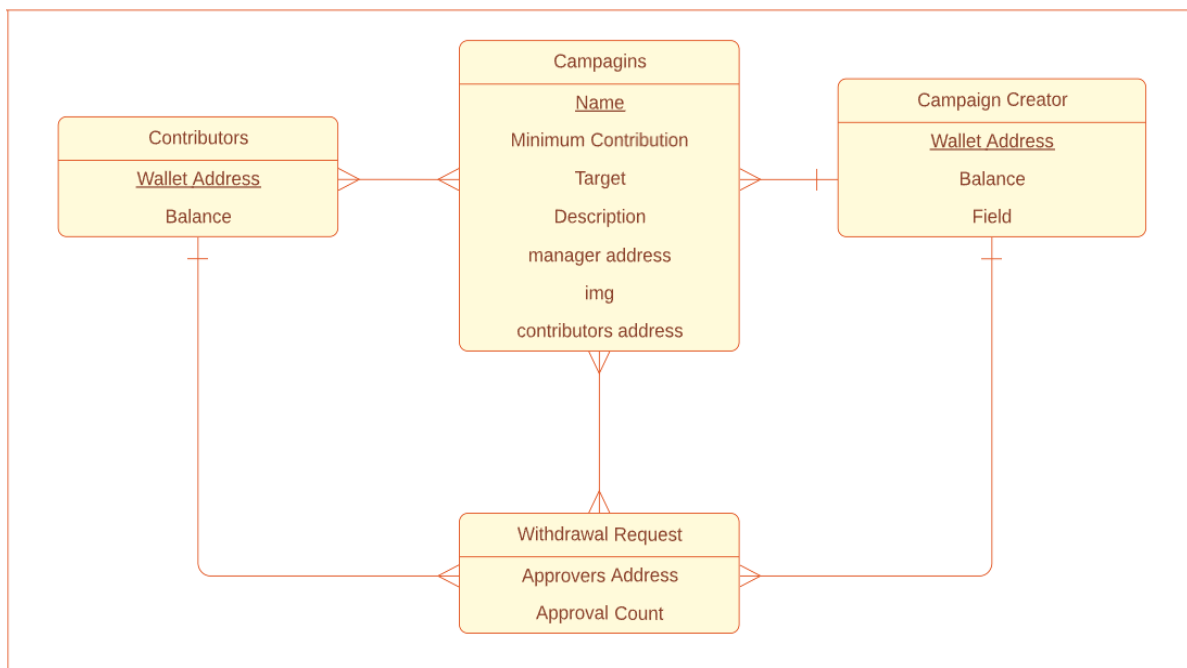 Contributors
Wallet Address
Balance
Campagins
Name
Minimum Contribution
Target
Description
manager address
img
contributors address
Campaign Creator
Wallet Address
Balance
Field
Withdrawal Request
Approvers Address
Approval Count